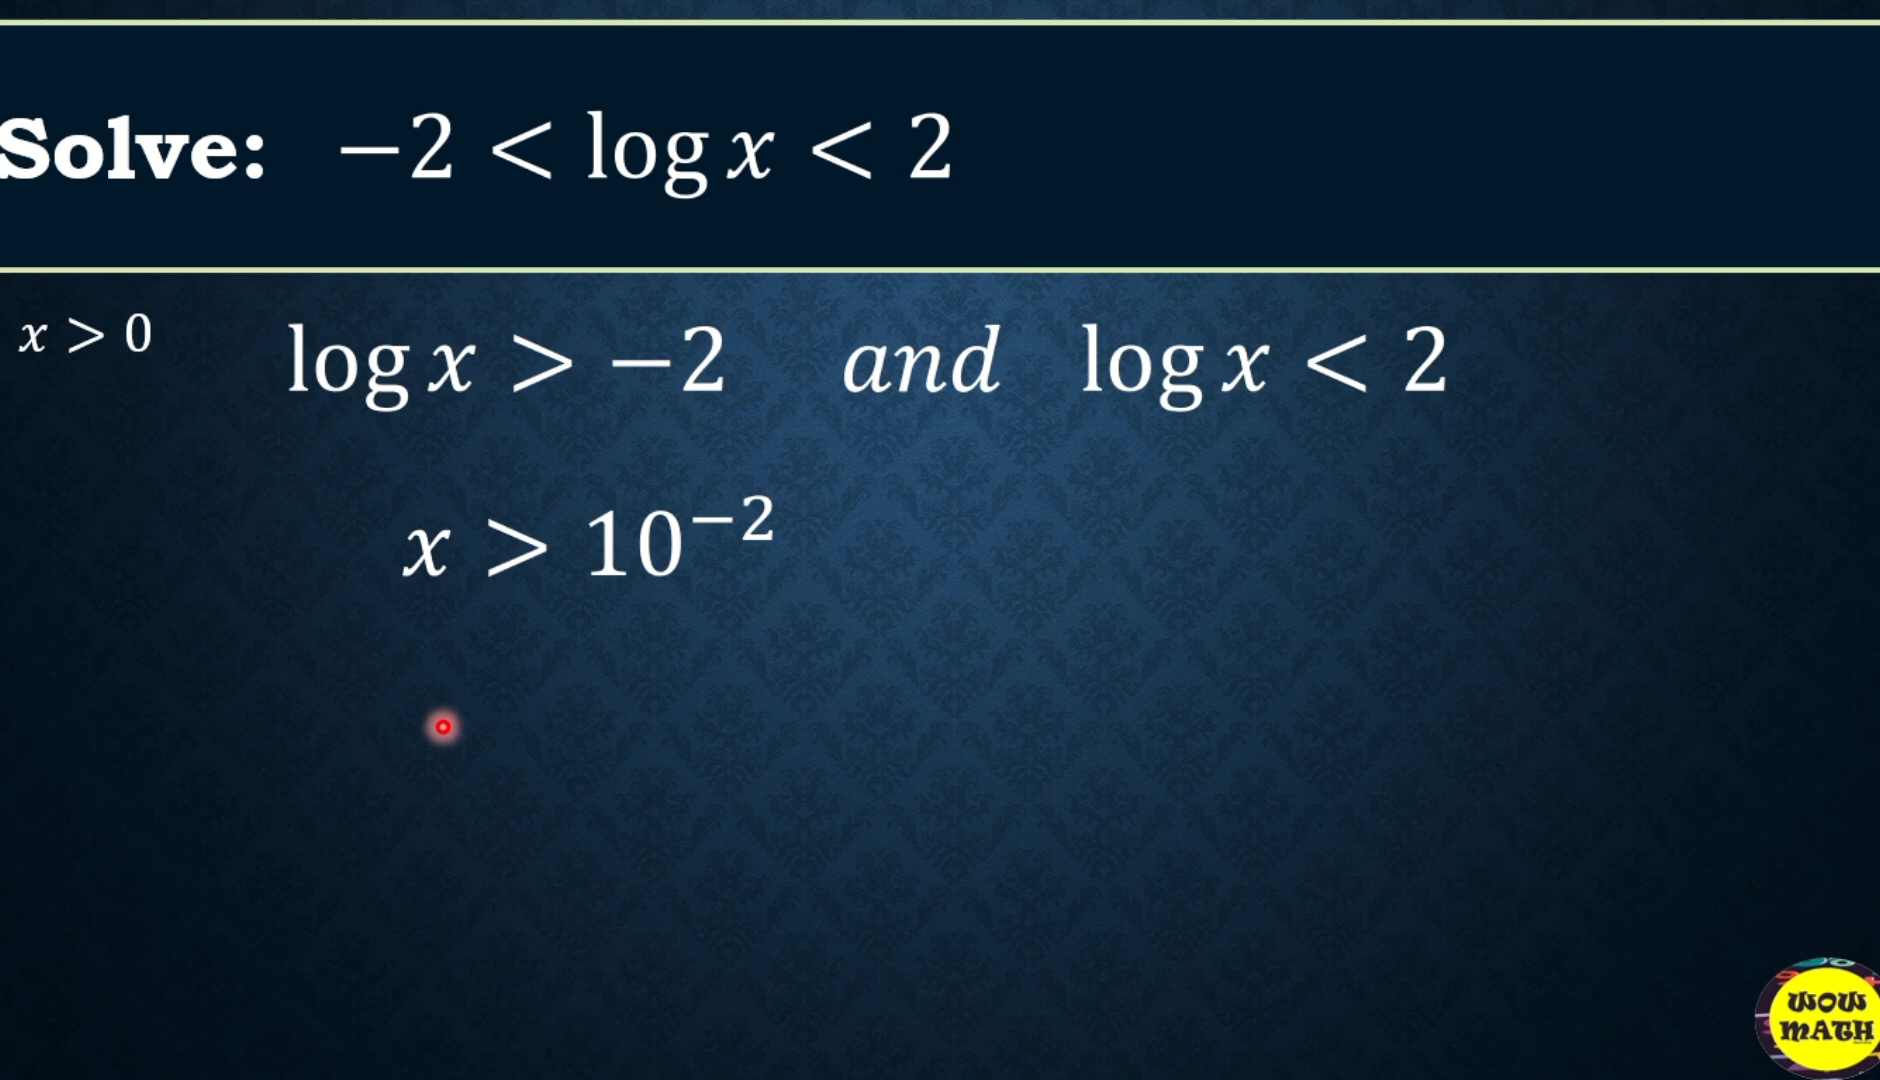 Solve: −2 < log x < 2
x > 0
log x > −2 and log x < 2
x > 10⁻²
WOW
MATH